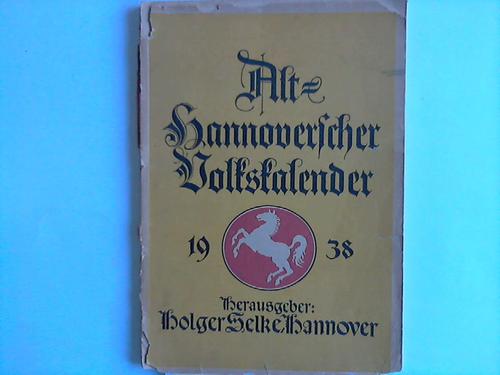 Alt=
Hannoverscher
Volkskalender
19 38
Herausgeber:
Holger Selke, Hannover